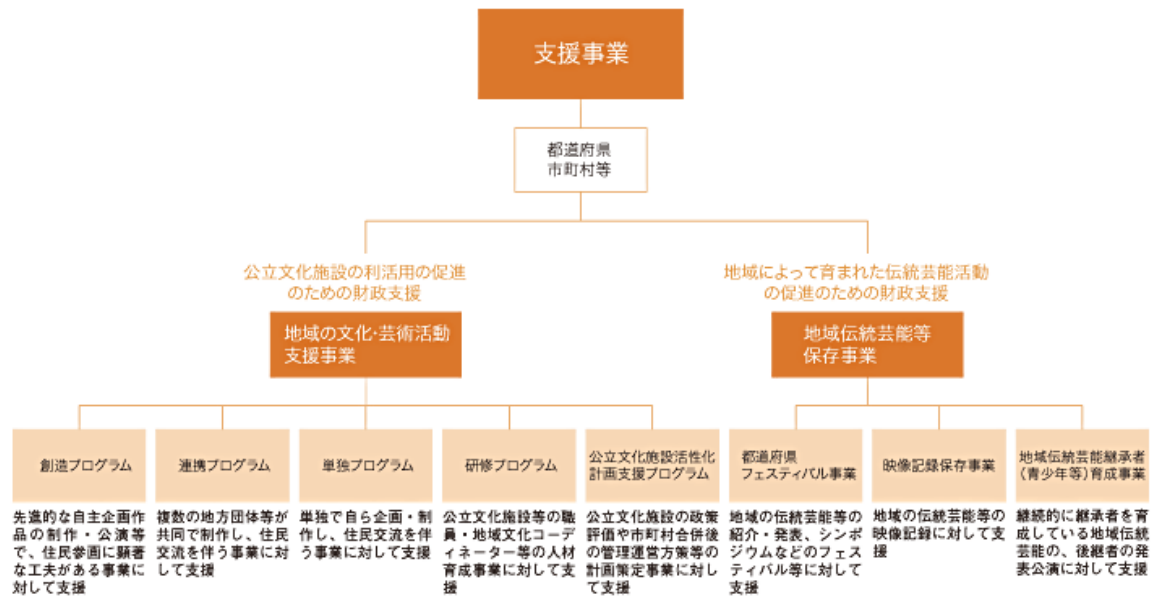 支援事業
都道府県
市町村等
公立文化施設の利活用の促進
のための財政支援
地域の文化・芸術活動
支援事業
地域によって育まれた伝統芸能活動
の促進のための財政支援
地域伝統芸能等
保存事業
創造プログラム
先進的な自主企画作
品の制作・公演等
で、住民参画に顕著
な工夫がある事業に
対して支援
連携プログラム
複数の地方団体等が
共同で制作し、住民
交流を伴う事業に対
して支援
単独プログラム
単独で自ら企画・制
作し、住民交流を伴
う事業に対して支援
研修プログラム
公立文化施設等の職
員・地域文化コーデ
ィネーター等の人材
育成事業に対して支
援
公立文化施設活性化
計画支援プログラム
公立文化施設の政策
評価や市町村合併後
の管理運営方策等の
計画策定事業に対し
て支援
都道府県
フェスティバル事業
地域の伝統芸能等の
紹介・発表、シンポ
ジウムなどのフェス
ティバル等に対して
支援
映像記録保存事業
地域の伝統芸能等の
映像記録に対して支
援
地域伝統芸能継承者
(青少年等)育成事業
継続的に継承者を育
成している地域伝統
芸能の、後継者の発
表公演に対して支援